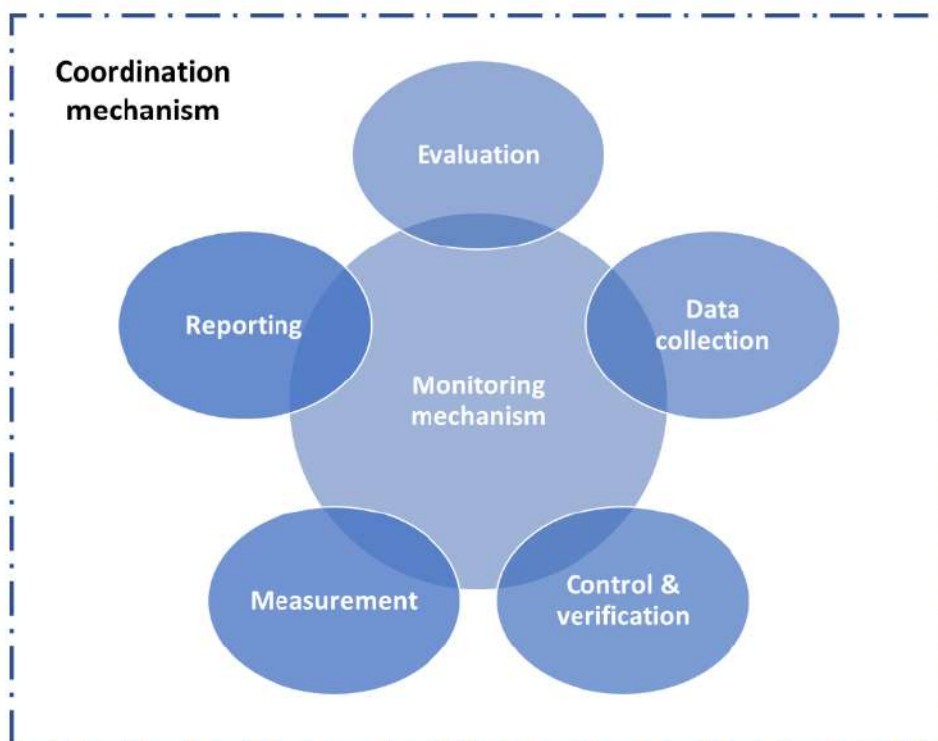 Coordination
mechanism
Evaluation
Reporting
Data
collection
Monitoring
mechanism
Measurement
Control &
verification